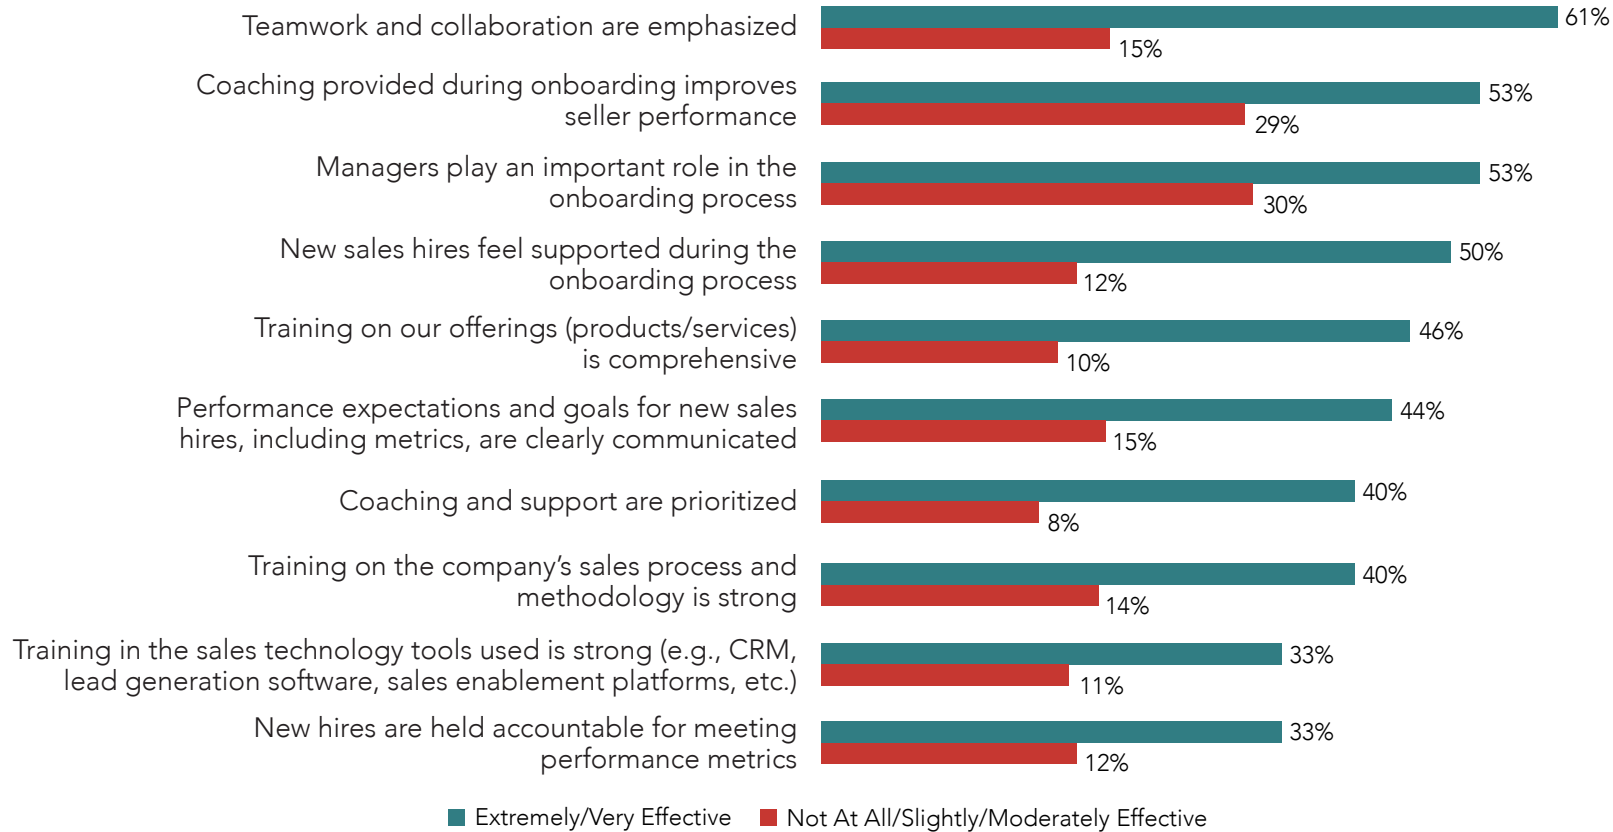 Teamwork and collaboration are emphasized
61%
15%
Coaching provided during onboarding improves
seller performance
53%
29%
Managers play an important role in the
onboarding process
53%
30%
New sales hires feel supported during the
onboarding process
50%
12%
Training on our offerings (products/services)
is comprehensive
46%
10%
Performance expectations and goals for new sales
hires, including metrics, are clearly communicated
44%
15%
Coaching and support are prioritized
40%
8%
Training on the company’s sales process and
methodology is strong
40%
14%
Training in the sales technology tools used is strong (e.g., CRM,
lead generation software, sales enablement platforms, etc.)
33%
11%
New hires are held accountable for meeting
performance metrics
33%
12%
Extremely/Very Effective
Not At All/Slightly/Moderately Effective